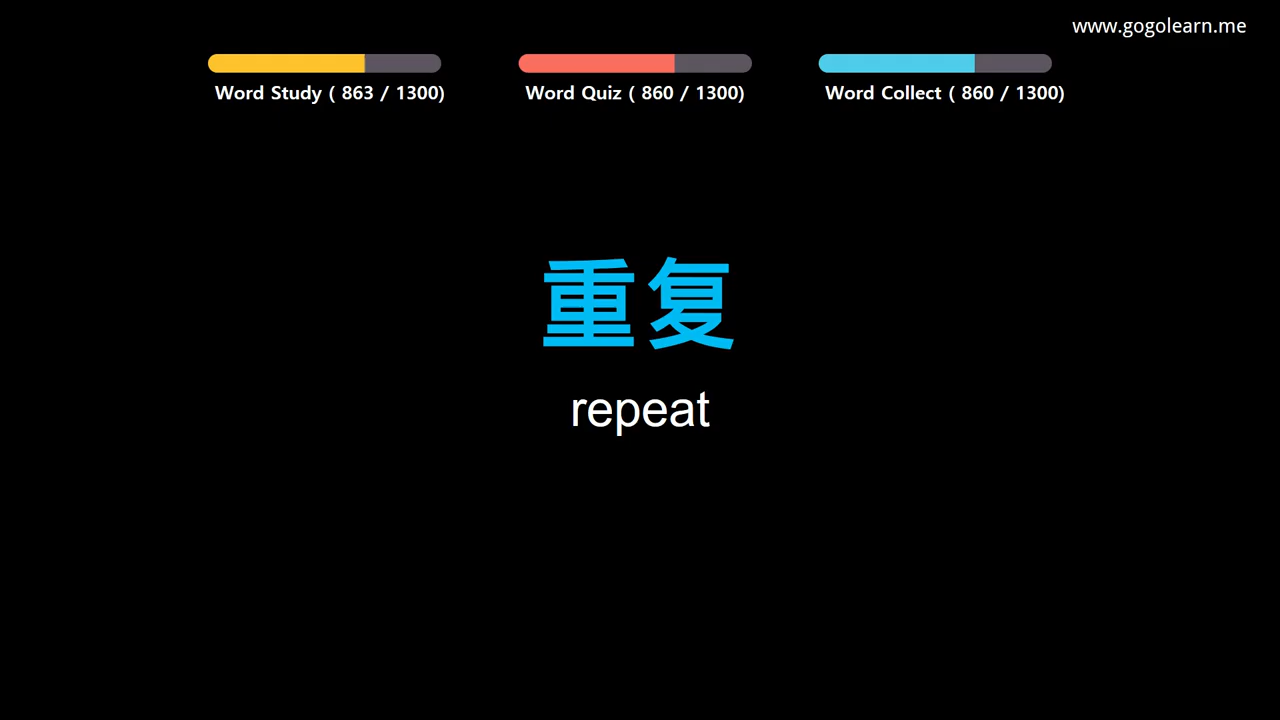 www.gogolearn.me
Word Study ( 863 / 1300)
Word Quiz ( 860 / 1300)
Word Collect ( 860 / 1300)
重复
repeat